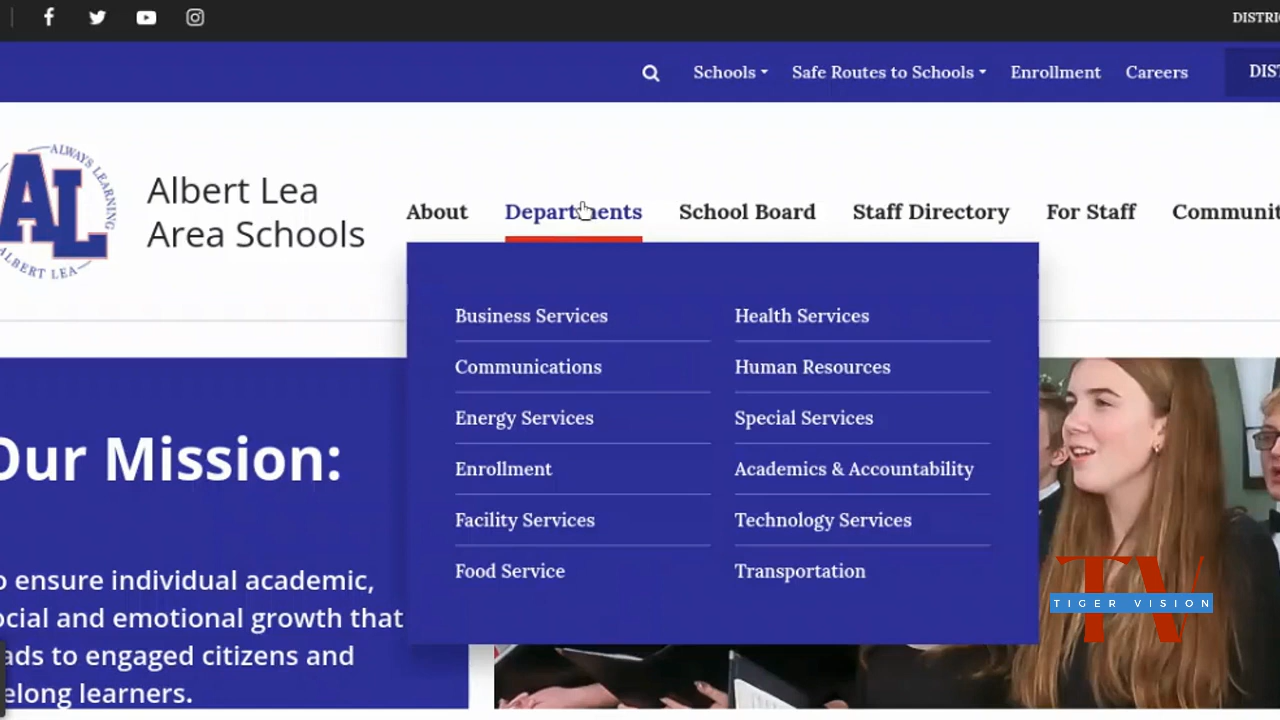 DISTRI
Schools
Safe Routes to Schools
Enrollment
Careers
DIS
ALWAYS LEARNING
AL
ALBERT LEA
Albert Lea
Area Schools
About
Departments
School Board
Staff Directory
For Staff
Communit
Business Services
Communications
Energy Services
Enrollment
Facility Services
Food Service
Health Services
Human Resources
Special Services
Academics & Accountability
Technology Services
Transportation
Our Mission:
o ensure individual academic,
ocial and emotional growth that
ads to engaged citizens and
elong learners.
TV
TIGER VISION